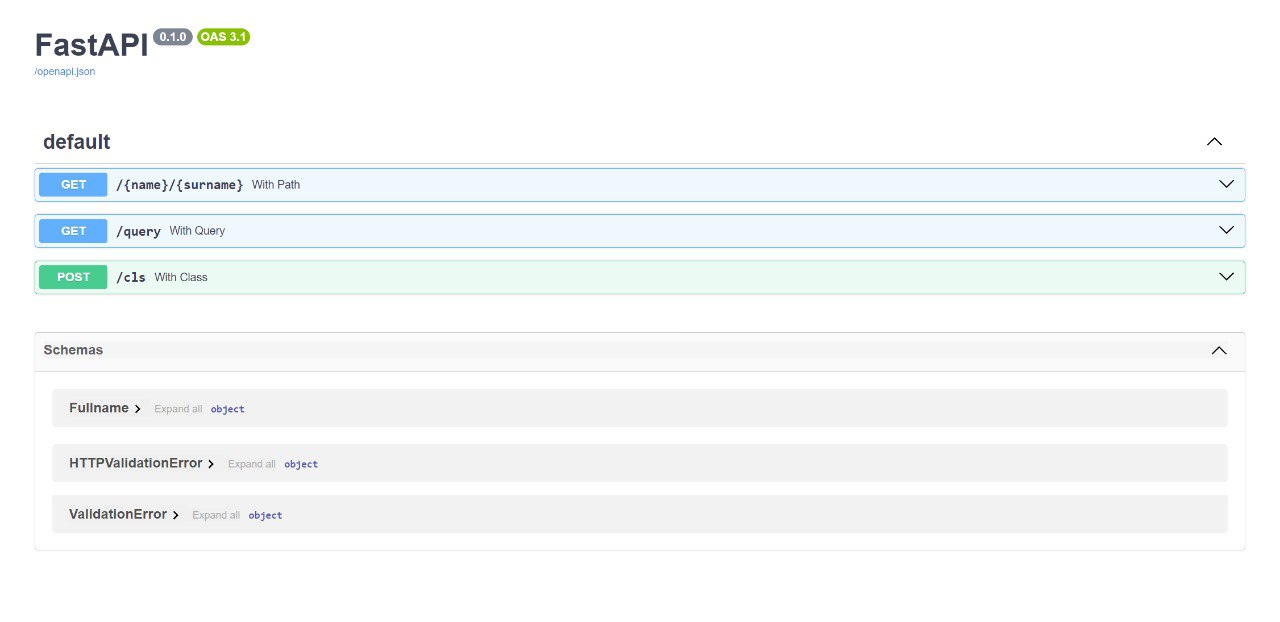 FastAPI 0.1.0 OAS 3.1
/openapi.json
default
GET /{name}/{surname} With Path
GET /query With Query
POST /cls With Class
Schemas
Fullname Expand all object
HTTPValidationError Expand all object
ValidationError Expand all object